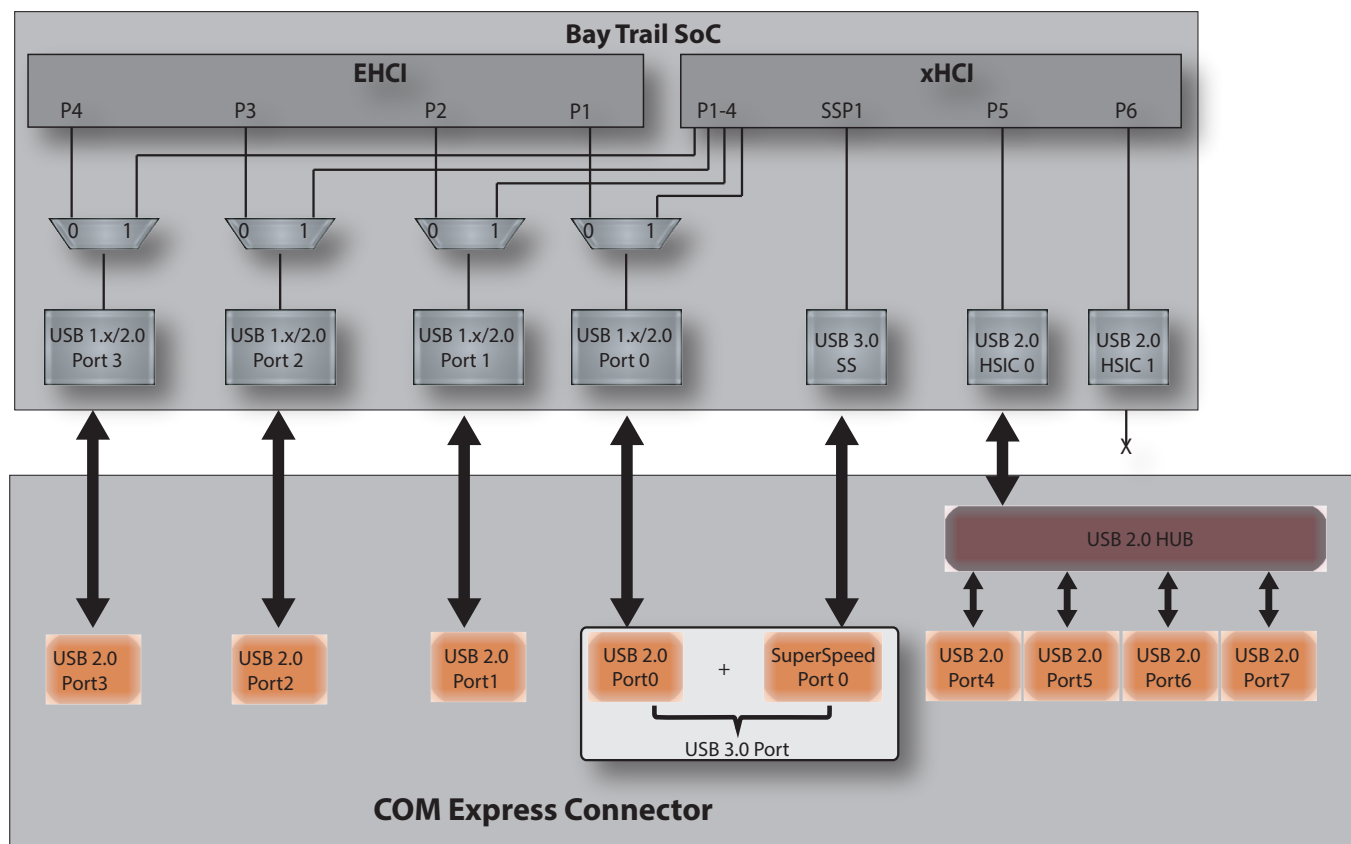 Bay Trail SoC
EHCI
xHCI
P4
P3
P2
P1
P1-4
SSP1
P5
P6
0
1
0
1
0
1
0
1
USB 1.x/2.0
Port 3
USB 1.x/2.0
Port 2
USB 1.x/2.0
Port 1
USB 1.x/2.0
Port 0
USB 3.0
SS
USB 2.0
HSIC 0
USB 2.0
HSIC 1
X
USB 2.0 HUB
USB 2.0
Port3
USB 2.0
Port2
USB 2.0
Port1
USB 2.0
Port0
+
SuperSpeed
Port 0
USB 3.0 Port
USB 2.0
Port4
USB 2.0
Port5
USB 2.0
Port6
USB 2.0
Port7
COM Express Connector